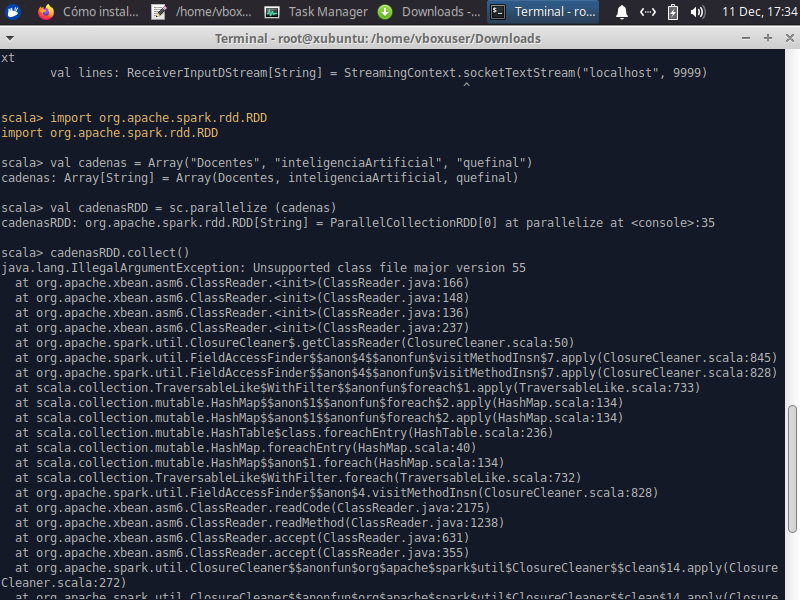 Cómo instal...
/home/vbox...
Task Manager
Downloads -...
Terminal - ro...
11 Dec, 17:34
Terminal - root@xubuntu: /home/vboxuser/Downloads
xt
val lines: ReceiverInputDStream[String] = StreamingContext.socketTextStream("localhost", 9999)
^
scala> import org.apache.spark.rdd.RDD
import org.apache.spark.rdd.RDD
scala> val cadenas = Array("Docentes", "inteligenciaArtificial", "quefinal")
cadenas: Array[String] = Array(Docentes, inteligenciaArtificial, quefinal)
scala> val cadenasRDD = sc.parallelize (cadenas)
cadenasRDD: org.apache.spark.rdd.RDD[String] = ParallelCollectionRDD[0] at parallelize at <console>:35
scala> cadenasRDD.collect()
java.lang.IllegalArgumentException: Unsupported class file major version 55
at org.apache.xbean.asm6.ClassReader.<init>(ClassReader.java:166)
at org.apache.xbean.asm6.ClassReader.<init>(ClassReader.java:148)
at org.apache.xbean.asm6.ClassReader.<init>(ClassReader.java:136)
at org.apache.xbean.asm6.ClassReader.<init>(ClassReader.java:237)
at org.apache.spark.util.ClosureCleaner$.getClassReader(ClosureCleaner.scala:50)
at org.apache.spark.util.FieldAccessFinder$$anon$4$$anonfun$visitMethodInsn$7.apply(ClosureCleaner.scala:845)
at org.apache.spark.util.FieldAccessFinder$$anon$4$$anonfun$visitMethodInsn$7.apply(ClosureCleaner.scala:828)
at scala.collection.TraversableLike$WithFilter$$anonfun$foreach$1.apply(TraversableLike.scala:733)
at scala.collection.mutable.HashMap$$anon$1$$anonfun$foreach$2.apply(HashMap.scala:134)
at scala.collection.mutable.HashMap$$anon$1$$anonfun$foreach$2.apply(HashMap.scala:134)
at scala.collection.mutable.HashTable$class.foreachEntry(HashTable.scala:236)
at scala.collection.mutable.HashMap.foreachEntry(HashMap.scala:40)
at scala.collection.mutable.HashMap$$anon$1.foreach(HashMap.scala:134)
at scala.collection.TraversableLike$WithFilter.foreach(TraversableLike.scala:732)
at org.apache.spark.util.FieldAccessFinder$$anon$4.visitMethodInsn(ClosureCleaner.scala:828)
at org.apache.xbean.asm6.ClassReader.readCode(ClassReader.java:2175)
at org.apache.xbean.asm6.ClassReader.readMethod(ClassReader.java:1238)
at org.apache.xbean.asm6.ClassReader.accept(ClassReader.java:631)
at org.apache.xbean.asm6.ClassReader.accept(ClassReader.java:355)
at org.apache.spark.util.ClosureCleaner$$anonfun$org$apache$spark$util$ClosureCleaner$$clean$14.apply(Closure
Cleaner.scala:272)
at org.apache.spark.util.ClosureCleaner$$anonfun$org$apache$spark$util$ClosureCleaner$$clean$14.apply(Closure